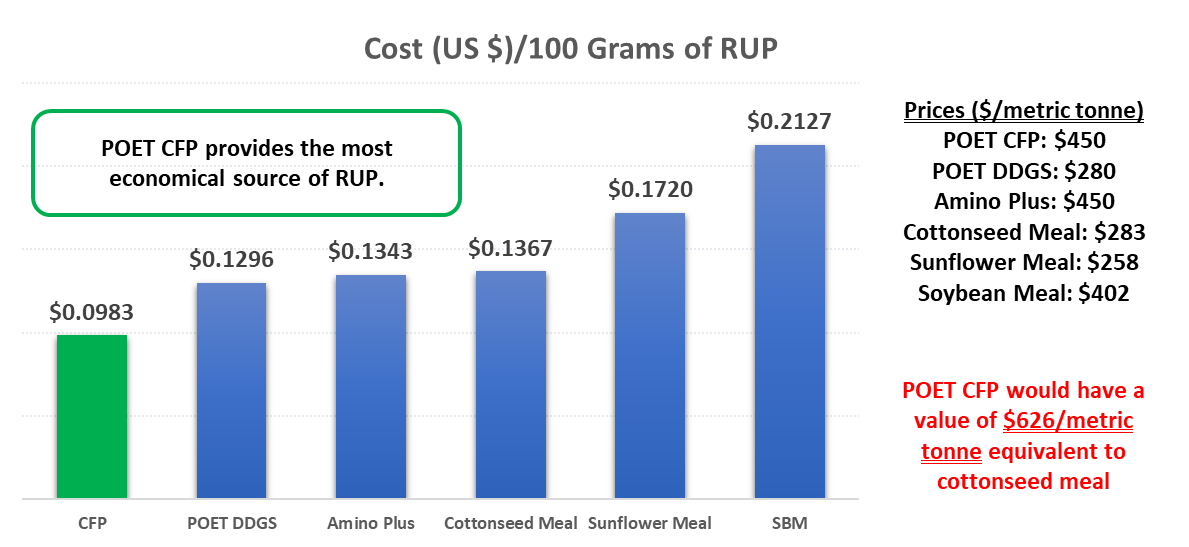 Cost (US $)/100 Grams of RUP
POET CFP provides the most
economical source of RUP.
$0.0983
$0.1296
$0.1343
$0.1367
$0.1720
$0.2127
CFP
POET DDGS
Amino Plus
Cottonseed Meal
Sunflower Meal
SBM
Prices ($/metric tonne)
POET CFP: $450
POET DDGS: $280
Amino Plus: $450
Cottonseed Meal: $283
Sunflower Meal: $258
Soybean Meal: $402
POET CFP would have a
value of $626/metric
tonne equivalent to
cottonseed meal